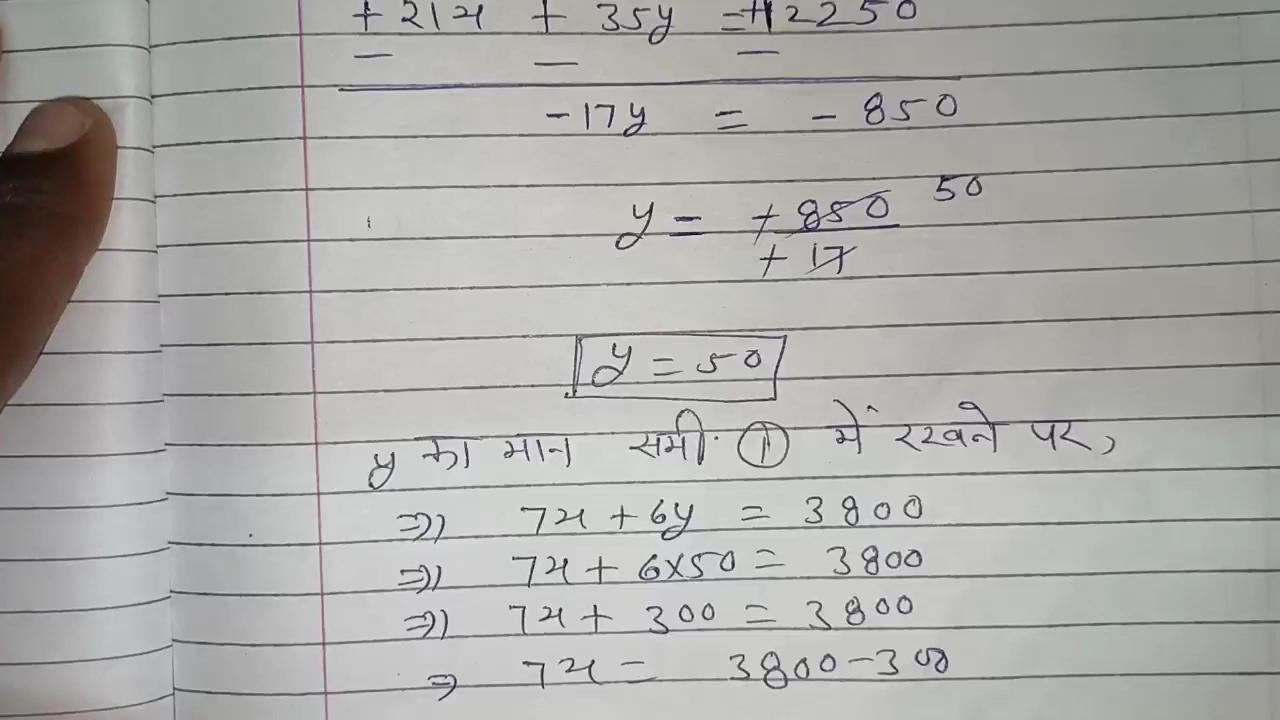 + 21x + 35y = +12250
− − −
-17y = - 850
y = + 850 50
+ 17
y = 50
y का मान समी. ① में रखने पर,
⇒ 7x + 6y = 3800
⇒ 7x + 6×50 = 3800
⇒ 7x + 300 = 3800
⇒ 7x = 3800-300